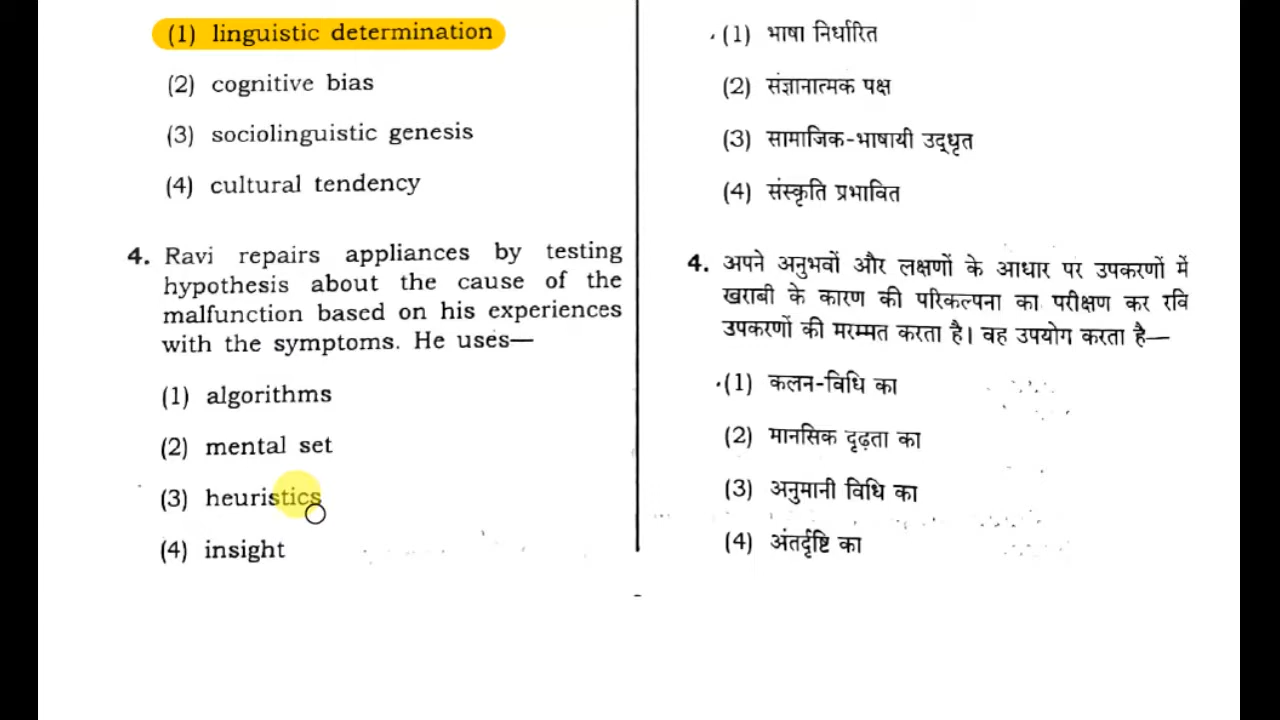 (1) linguistic determination
(2) cognitive bias
(3) sociolinguistic genesis
(4) cultural tendency
4. Ravi repairs appliances by testing
hypothesis about the cause of the
malfunction based on his experiences
with the symptoms. He uses—
(1) algorithms
(2) mental set
(3) heuristics
(4) insight
(1) भाषा निर्धारित
(2) संज्ञानात्मक पक्ष
(3) सामाजिक-भाषायी उद्धृत
(4) संस्कृति प्रभावित
4. अपने अनुभवों और लक्षणों के आधार पर उपकरणों में
खराबी के कारण की परिकल्पना का परीक्षण कर रवि
उपकरणों की मरम्मत करता है। वह उपयोग करता है—
(1) कलन-विधि का
(2) मानसिक दृढ़ता का
(3) अनुमानी विधि का
(4) अंतर्दृष्टि का